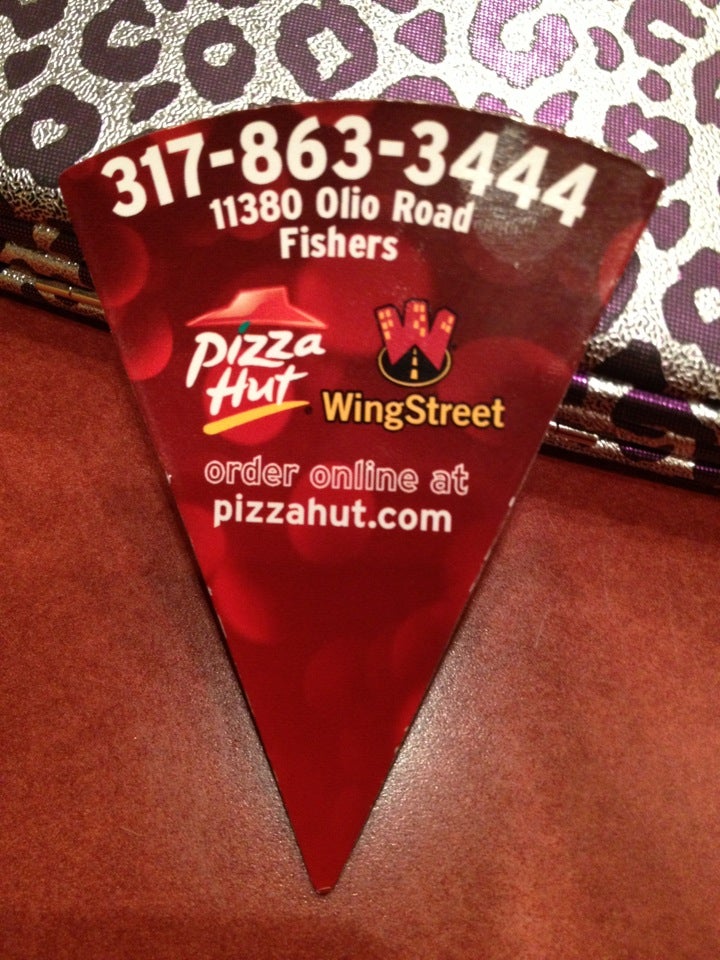 317-863-3444
11380 Olio Road
Fishers
Pizza Hut
WingStreet
order online at
pizzahut.com